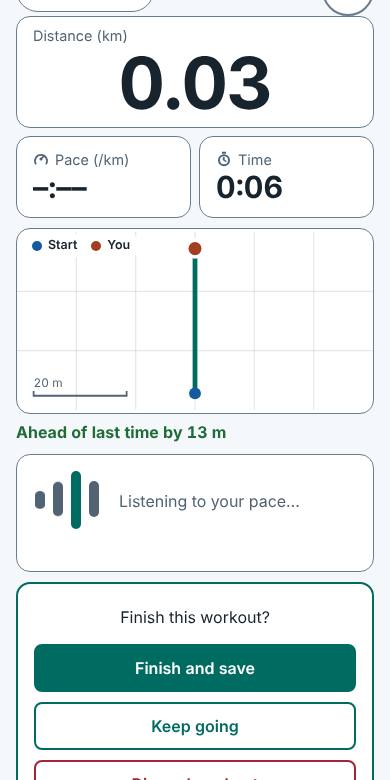 Distance (km)
0.03
Pace (/km)
–:––
Time
0:06
Start
You
20 m
Ahead of last time by 13 m
Listening to your pace...
Finish this workout?
Finish and save
Keep going